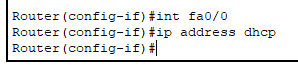 Router(config-if)#int fa0/0
Router(config-if)#ip address dhcp
Router(config-if)#